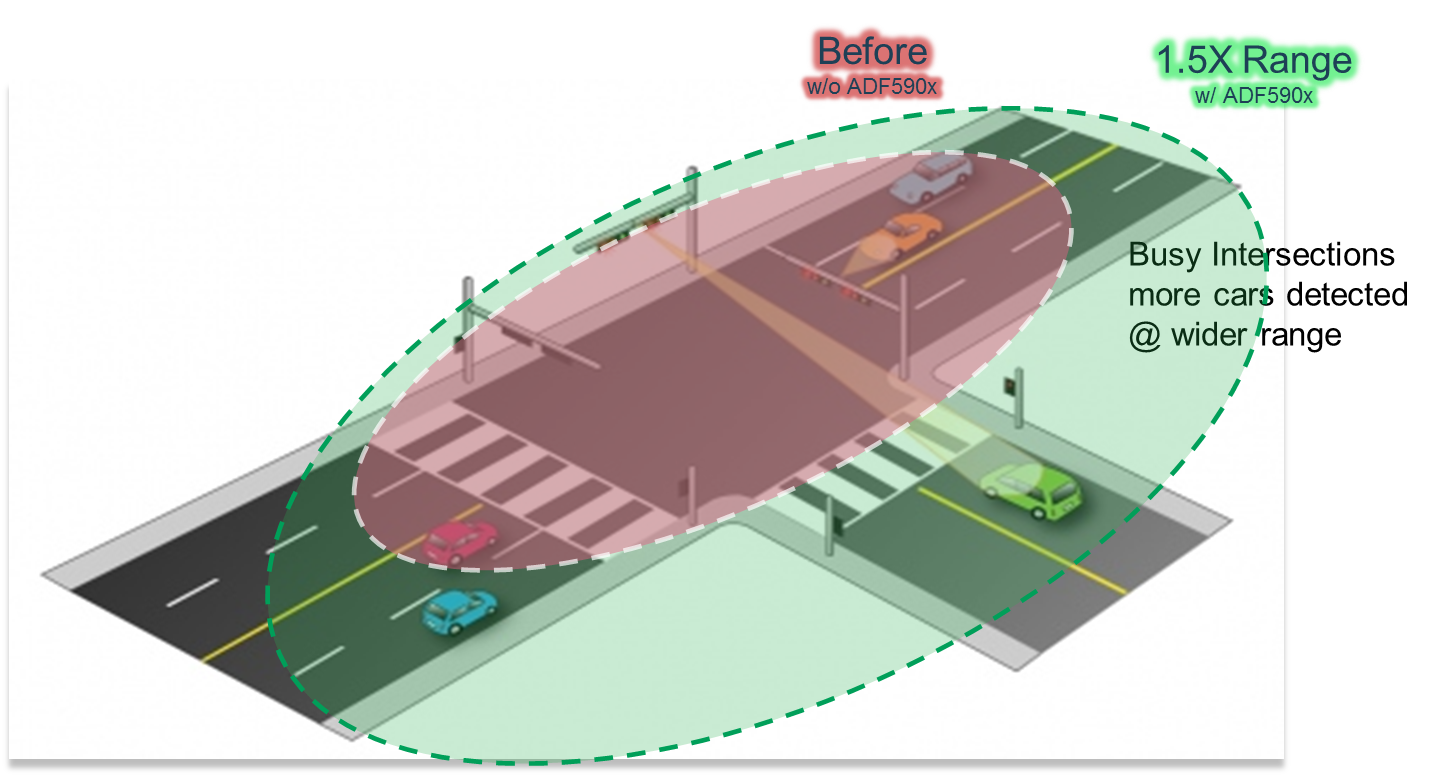 Before
w/o ADF590x
1.5X Range
w/ ADF590x
Busy Intersections
more cars detected
@ wider range